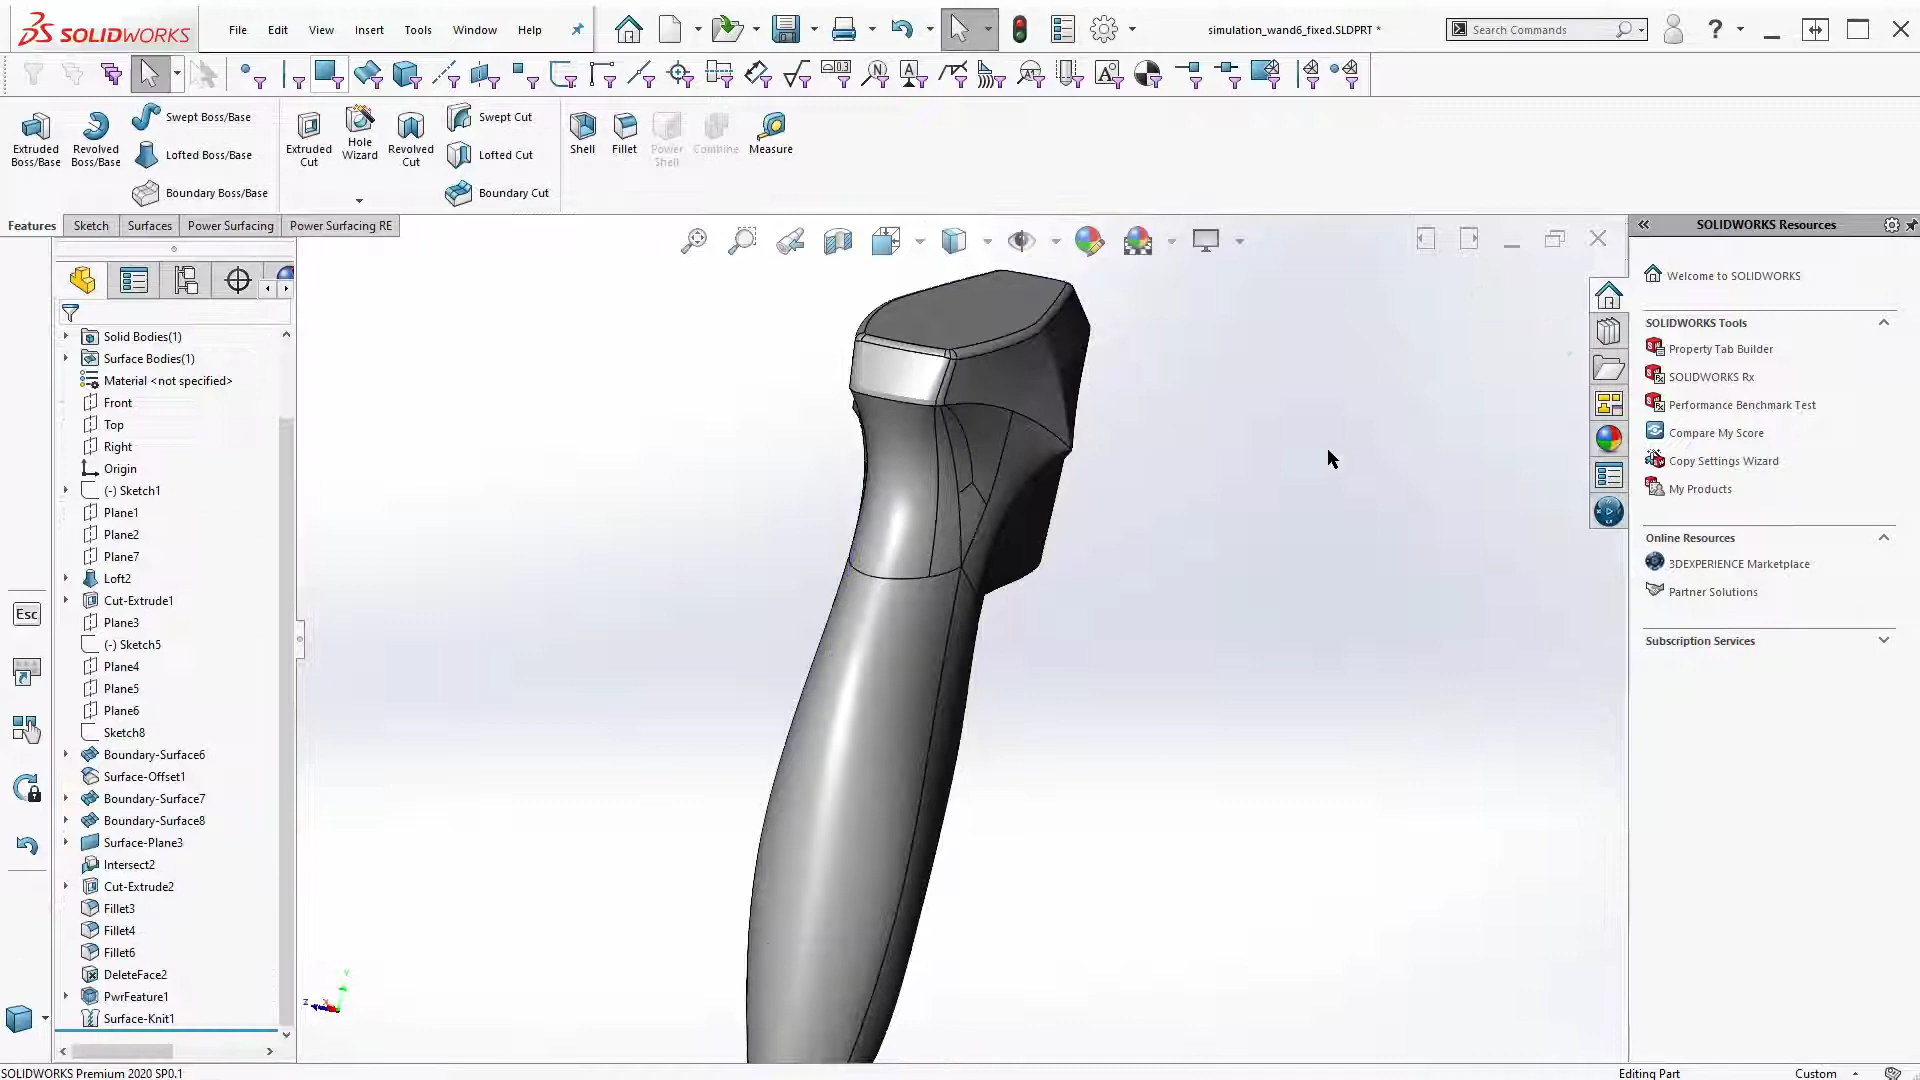 SOLIDWORKS
File Edit View Insert Tools Window Help
simulation_wand6_fixed.SLDPRT *
Search Commands
?
0.3
N
A
A
Extruded Boss/Base
Revolved Boss/Base
Swept Boss/Base
Lofted Boss/Base
Boundary Boss/Base
Extruded Cut
Hole Wizard
Revolved Cut
Swept Cut
Lofted Cut
Boundary Cut
Shell
Fillet
Power Shell
Combine
Measure
Features Sketch Surfaces Power Surfacing Power Surfacing RE
Solid Bodies(1)
Surface Bodies(1)
Material <not specified>
Front
Top
Right
Origin
(-) Sketch1
Plane1
Plane2
Plane7
Loft2
Cut-Extrude1
Plane3
(-) Sketch5
Plane4
Plane5
Plane6
Sketch8
Boundary-Surface6
Surface-Offset1
Boundary-Surface7
Boundary-Surface8
Surface-Plane3
Intersect2
Cut-Extrude2
Fillet3
Fillet4
Fillet6
DeleteFace2
PwrFeature1
Surface-Knit1
Esc
Y
Z
X
SOLIDWORKS Resources
Welcome to SOLIDWORKS
SOLIDWORKS Tools
Property Tab Builder
SOLIDWORKS Rx
Performance Benchmark Test
Compare My Score
Copy Settings Wizard
My Products
Online Resources
3DEXPERIENCE Marketplace
Partner Solutions
Subscription Services
SOLIDWORKS Premium 2020 SP0.1
Editing Part
Custom